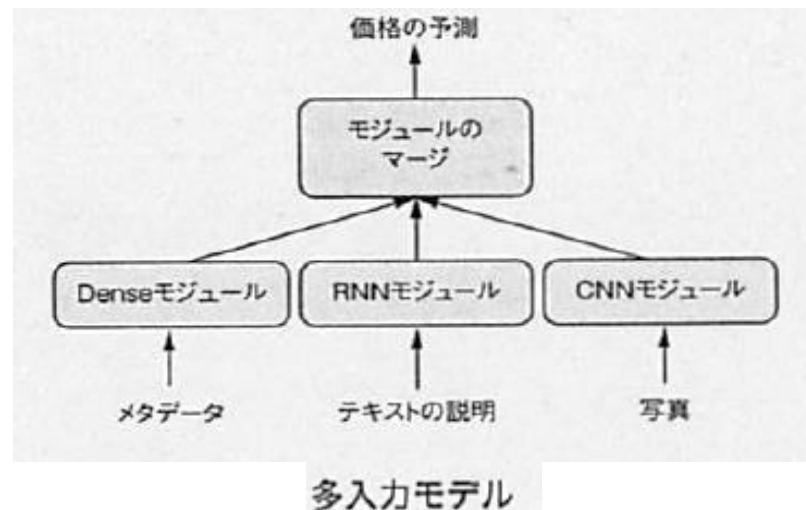 価格の予測
モジュールの
マージ
Denseモジュール
RNNモジュール
CNNモジュール
メタデータ
テキストの説明
写真
多入力モデル